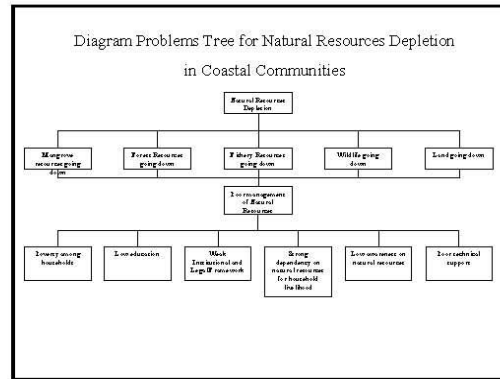 Diagram Problems Tree for Natural Resources Depletion
in Coastal Communities
Natural Resources
Depletion
Mangrove
resources going
down
Forest Resources
going down
Fishery Resources
going down
Wildlife going
down
Land going down
Poor management
of Natural
Resources
Poverty among
households
Low education
Weak
Institutional and
Legal Framework
Strong
dependency on
natural resources
for household
livelihood
Low awareness on
natural resources
Poor technical
support